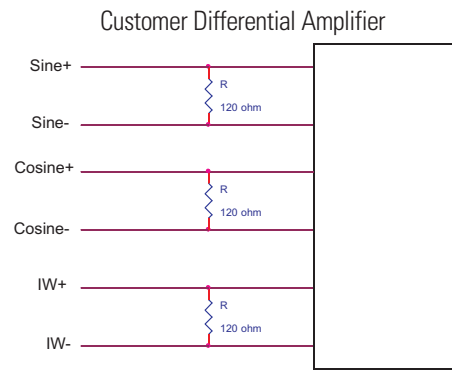 Customer Differential Amplifier
Sine+
R
120 ohm
Sine-
Cosine+
R
120 ohm
Cosine-
IW+
R
120 ohm
IW-